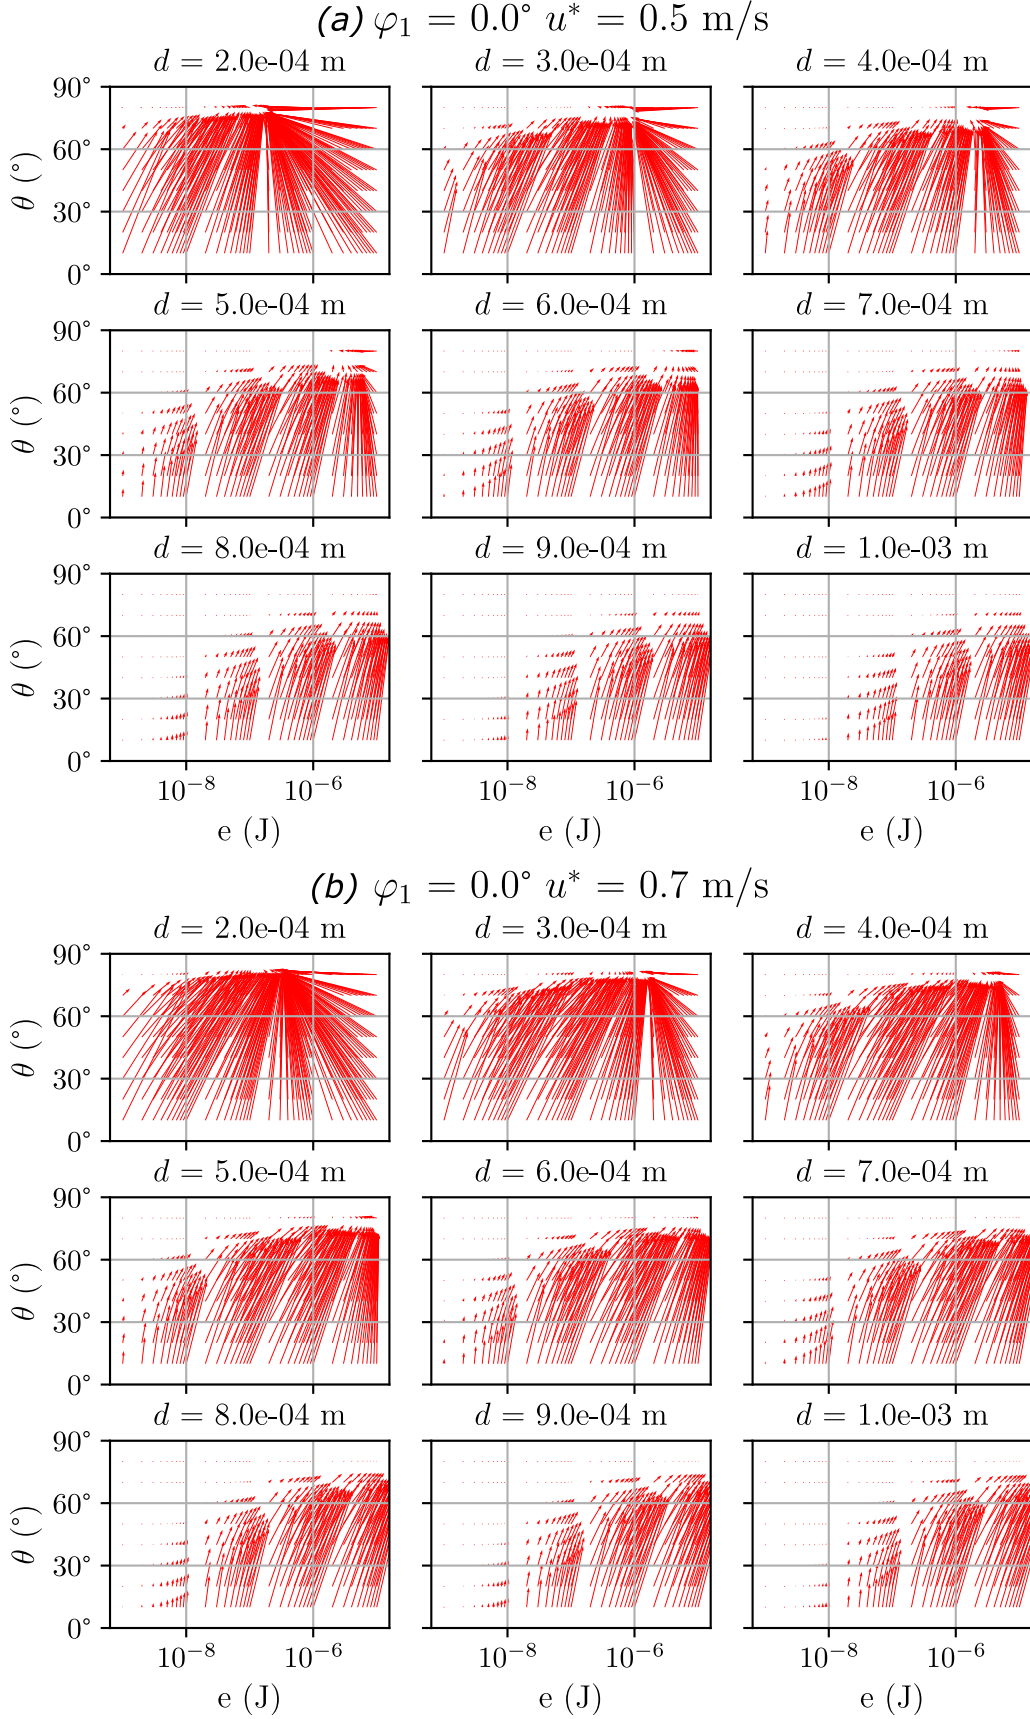 (a) φ₁ = 0.0° u* = 0.5 m/s
d = 2.0e-04 m d = 3.0e-04 m d = 4.0e-04 m
90°
60°
θ (°)
30°
0°
d = 5.0e-04 m d = 6.0e-04 m d = 7.0e-04 m
90°
60°
θ (°)
30°
0°
d = 8.0e-04 m d = 9.0e-04 m d = 1.0e-03 m
90°
60°
θ (°)
30°
0°
10⁻⁸ 10⁻⁶ 10⁻⁸ 10⁻⁶ 10⁻⁸ 10⁻⁶
e (J) e (J) e (J)
(b) φ₁ = 0.0° u* = 0.7 m/s
d = 2.0e-04 m d = 3.0e-04 m d = 4.0e-04 m
90°
60°
θ (°)
30°
0°
d = 5.0e-04 m d = 6.0e-04 m d = 7.0e-04 m
90°
60°
θ (°)
30°
0°
d = 8.0e-04 m d = 9.0e-04 m d = 1.0e-03 m
90°
60°
θ (°)
30°
0°
10⁻⁸ 10⁻⁶ 10⁻⁸ 10⁻⁶ 10⁻⁸ 10⁻⁶
e (J) e (J) e (J)